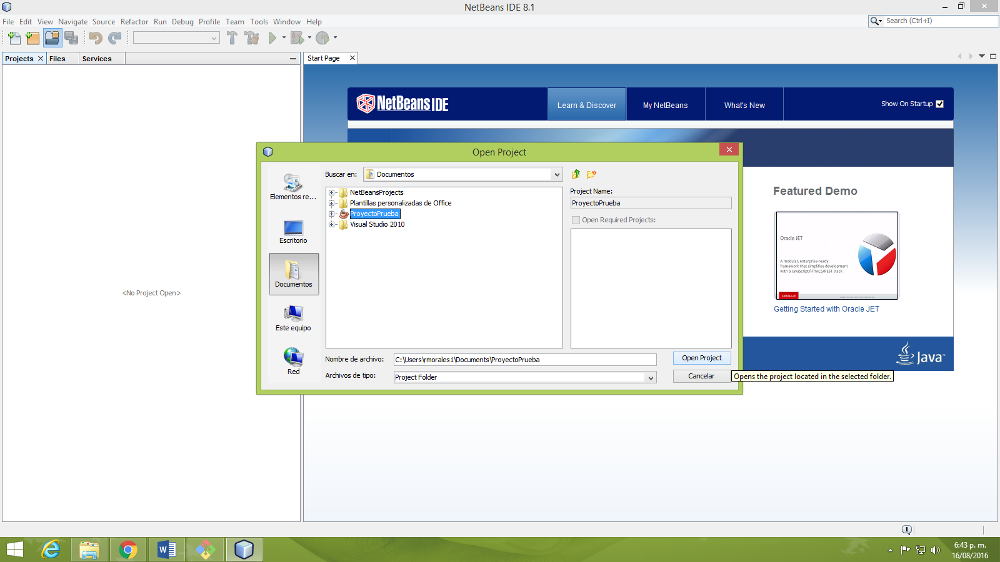 NetBeans IDE 8.1
File Edit View Navigate Source Refactor Run Debug Profile Team Tools Window Help
Search (Ctrl+I)
Projects Files Services
Start Page
<No Project Open>
NetBeans IDE
Learn & Discover
My NetBeans
What's New
Show On Startup
Open Project
Buscar en: Documentos
Elementos re...
Escritorio
Documentos
Este equipo
Red
NetBeansProjects
Plantillas personalizadas de Office
ProyectoPrueba
Visual Studio 2010
Project Name:
ProyectoPrueba
Open Required Projects:
Nombre de archivo: C:\Users\rmorales1\Documents\ProyectoPrueba
Archivos de tipo: Project Folder
Open Project
Cancelar
Opens the project located in the selected folder.
Featured Demo
Oracle JET
A modular, enterprise-ready
framework that simplifies development
with a JavaScript/HTML5/REST stack
ORACLE
Getting Started with Oracle JET
Java™
1
6:43 p. m.
16/08/2016